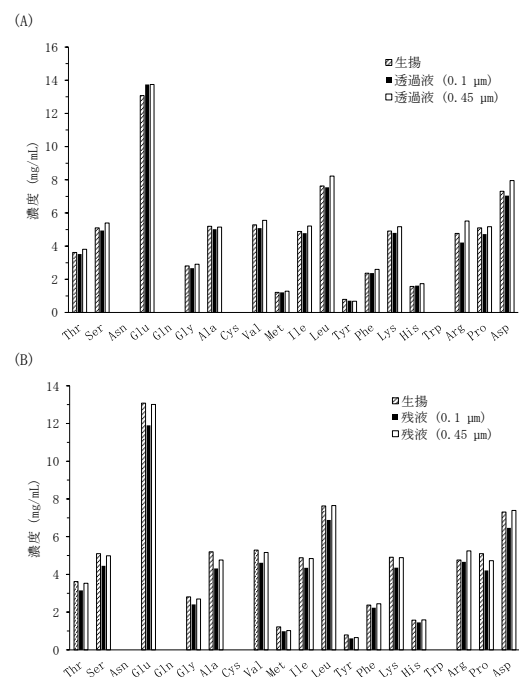 (A)
16
14
12
10
8
6
4
2
0
濃度 (mg/mL)
生揚
透過液 (0.1 μm)
透過液 (0.45 μm)
Thr Ser Asn Glu Gln Gly Ala Cys Val Met Ile Leu Tyr Phe Lys His Trp Arg Pro Asp
(B)
14
12
10
8
6
4
2
0
濃度 (mg/mL)
生揚
残液 (0.1 μm)
残液 (0.45 μm)
Thr Ser Asn Glu Gln Gly Ala Cys Val Met Ile Leu Tyr Phe Lys His Trp Arg Pro Asp